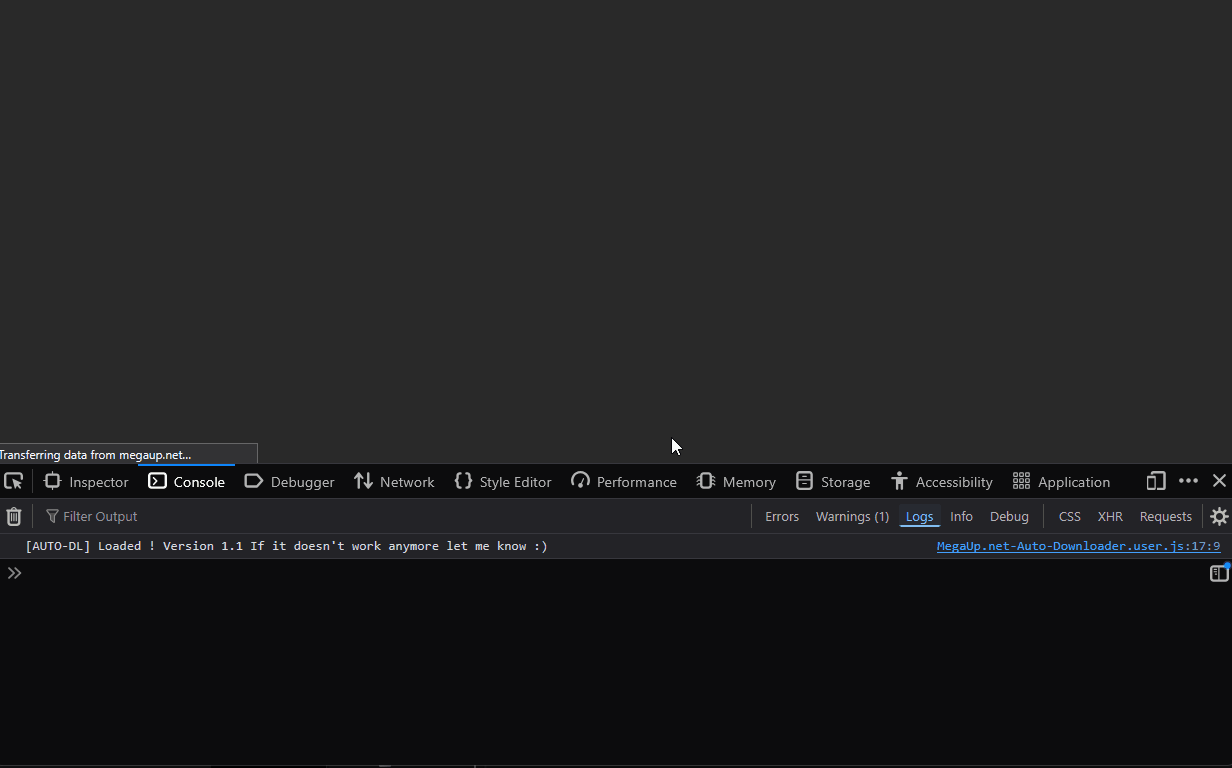 Transferring data from megaup.net...
Inspector Console Debugger Network Style Editor Performance Memory Storage Accessibility Application
Filter Output Errors Warnings (1) Logs Info Debug CSS XHR Requests
[AUTO-DL] Loaded ! Version 1.1 If it doesn't work anymore let me know :) MegaUp.net-Auto-Downloader.user.js:17:9